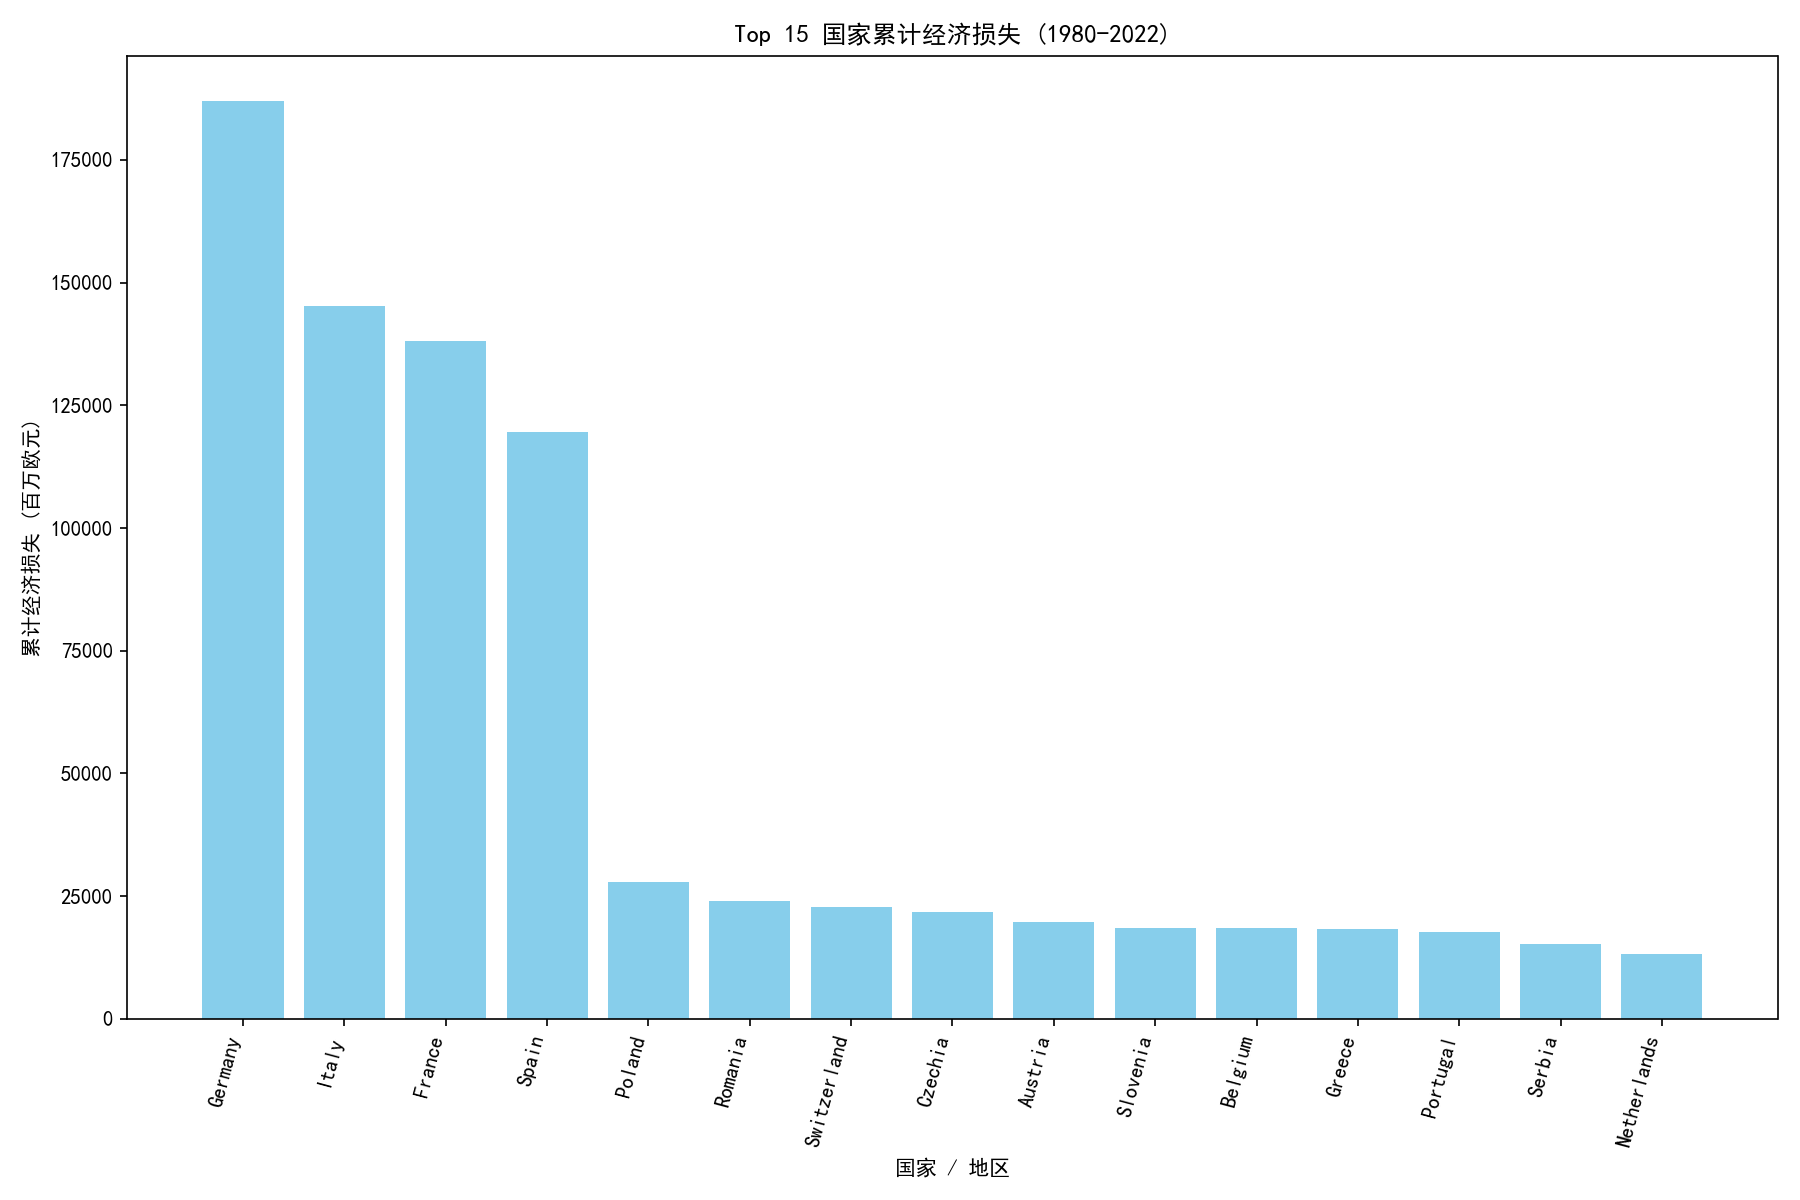 Top 15 国家累计经济损失 (1980-2022)
累计经济损失 (百万欧元)
175000
150000
125000
100000
75000
50000
25000
0
Germany
Italy
France
Spain
Poland
Romania
Switzerland
Czechia
Austria
Slovenia
Belgium
Greece
Portugal
Serbia
Netherlands
国家 / 地区